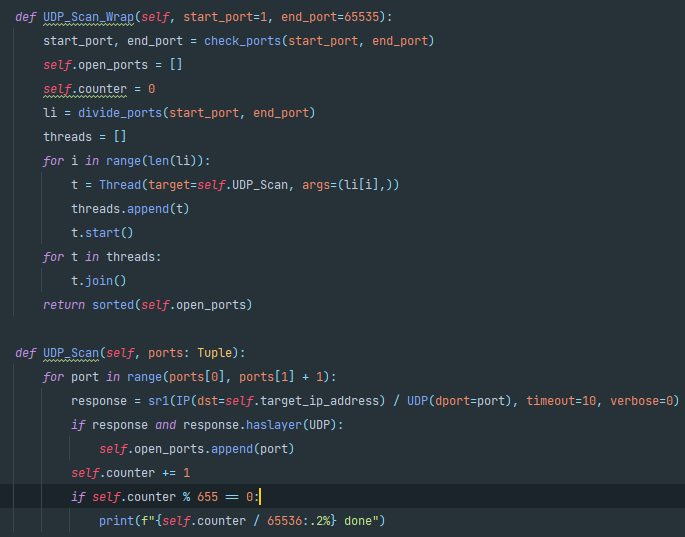 def UDP_Scan_Wrap(self, start_port=1, end_port=65535):
    start_port, end_port = check_ports(start_port, end_port)
    self.open_ports = []
    self.counter = 0
    li = divide_ports(start_port, end_port)
    threads = []
    for i in range(len(li)):
        t = Thread(target=self.UDP_Scan, args=(li[i],))
        threads.append(t)
        t.start()
    for t in threads:
        t.join()
    return sorted(self.open_ports)

def UDP_Scan(self, ports: Tuple):
    for port in range(ports[0], ports[1] + 1):
        response = sr1(IP(dst=self.target_ip_address) / UDP(dport=port), timeout=10, verbose=0)
        if response and response.haslayer(UDP):
            self.open_ports.append(port)
        self.counter += 1
        if self.counter % 655 == 0:
            print(f"{self.counter / 65536:.2%} done")